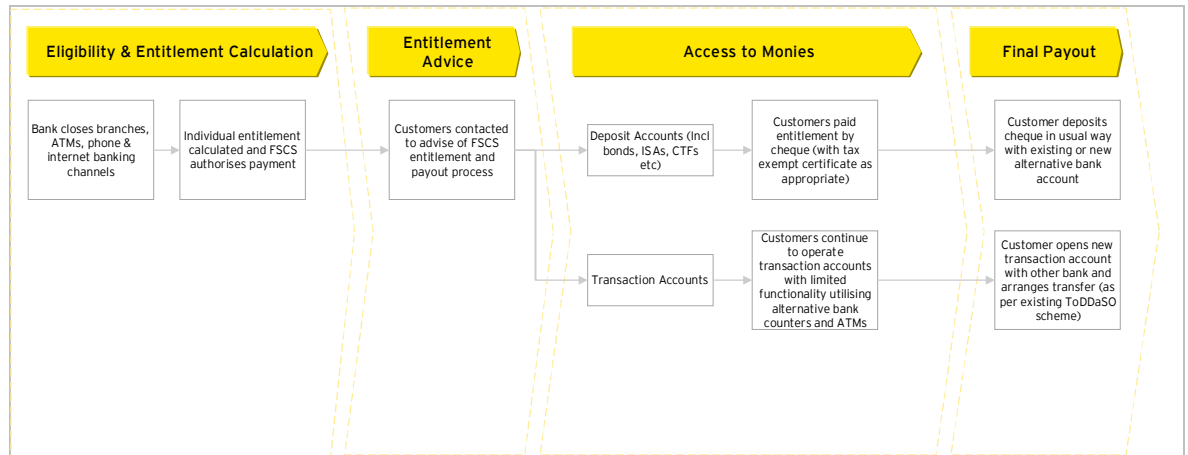 Eligibility & Entitlement Calculation
Entitlement
Advice
Access to Monies
Final Payout
Bank closes branches,
ATMs, phone &
internet banking
channels
Individual entitlement
calculated and FSCS
authorises payment
Customers contacted
to advise of FSCS
entitlement and
payout process
Deposit Accounts (Incl
bonds, ISAs, CTFs
etc)
Customers paid
entitlement by
cheque (with tax
exempt certificate as
appropriate)
Customer deposits
cheque in usual way
with existing or new
alternative bank
account
Transaction Accounts
Customers continue
to operate
transaction accounts
with limited
functionality utilising
alternative bank
counters and ATMs
Customer opens new
transaction account
with other bank and
arranges transfer (as
per existing ToDDaSO
scheme)